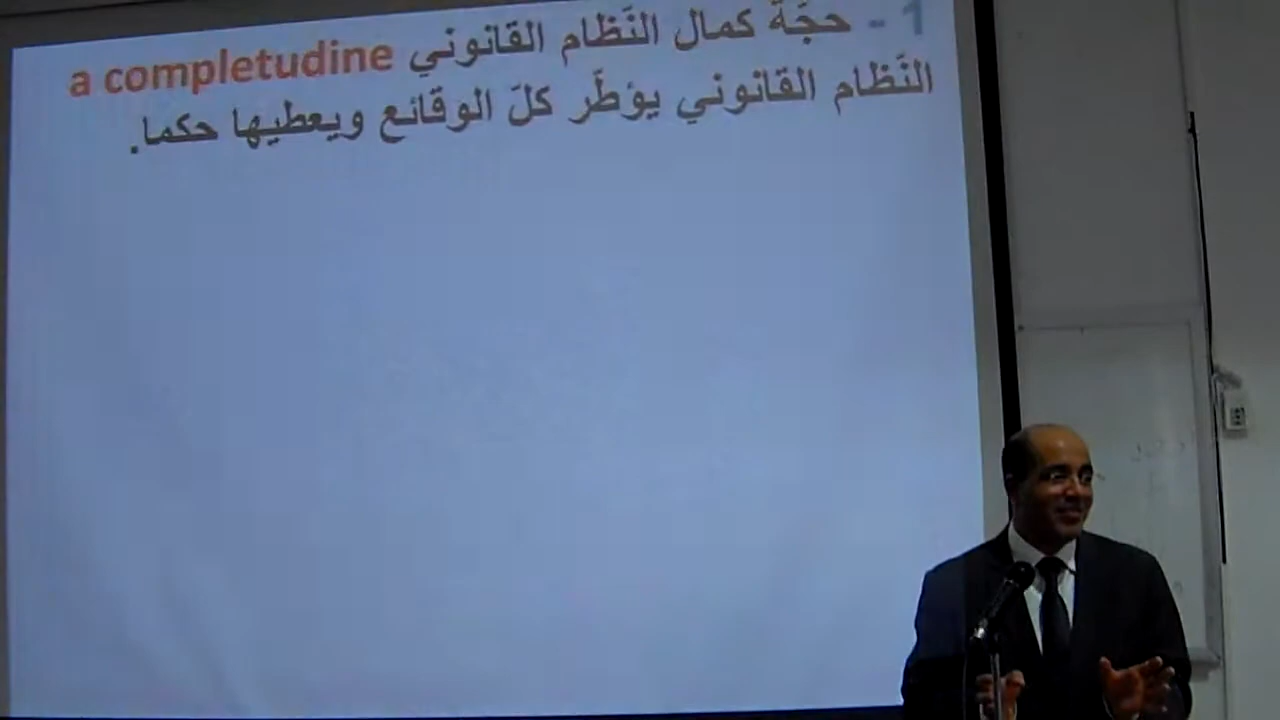 1 - حجّة كمال النّظام القانوني a completudine
النّظام القانوني يؤطّر كلّ الوقائع ويعطيها حكما.